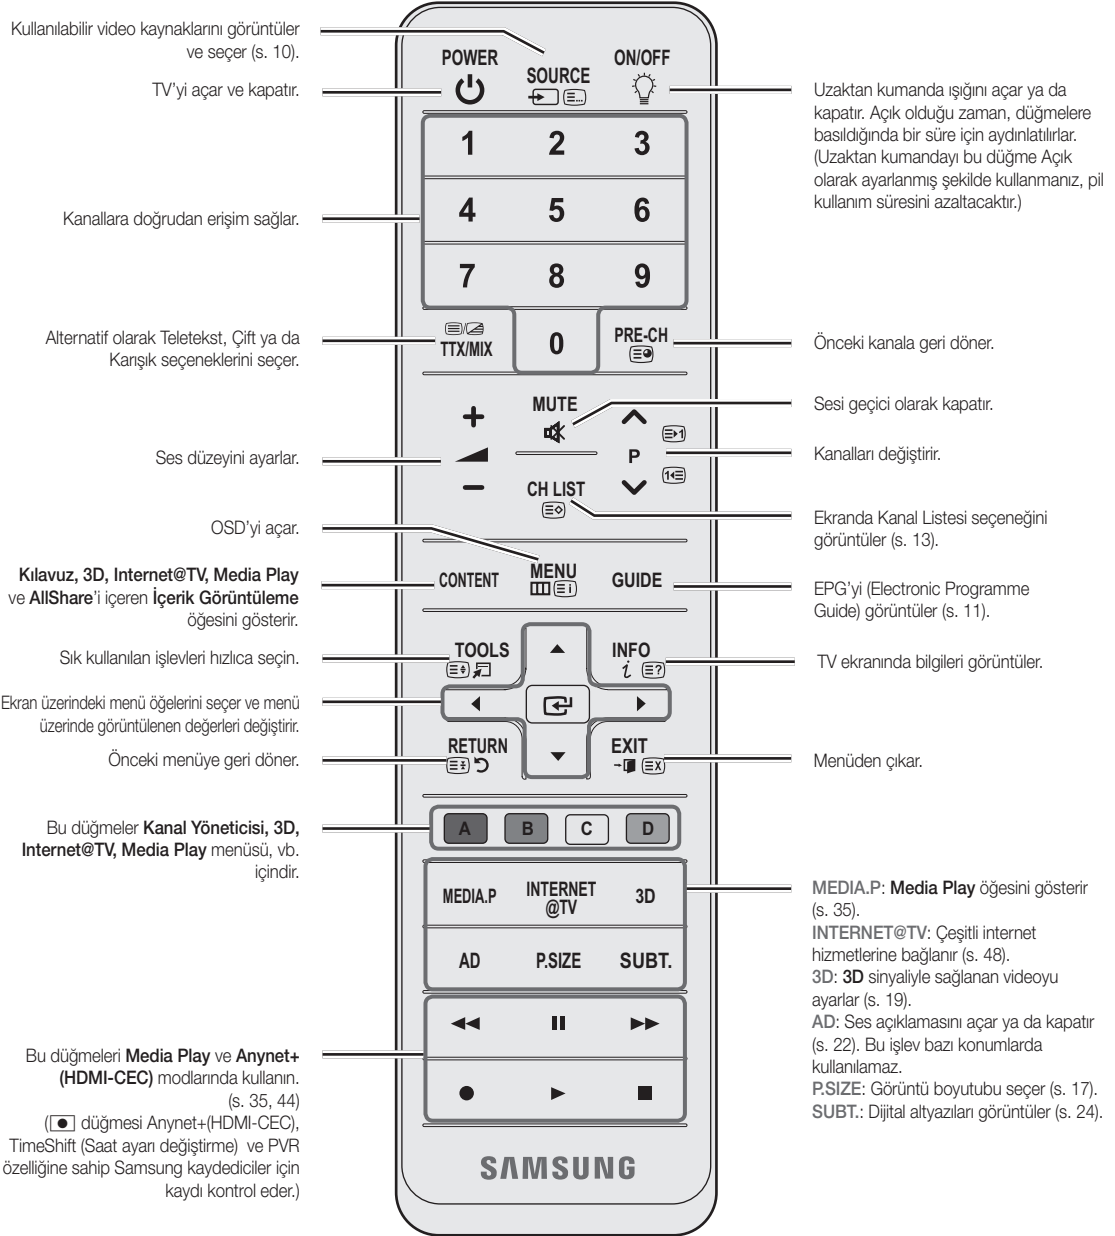 Kullanılabilir video kaynaklarını görüntüler
ve seçer (s. 10).
TV’yi açar ve kapatır.
Kanallara doğrudan erişim sağlar.
Alternatif olarak Teletekst, Çift ya da
Karışık seçeneklerini seçer.
Ses düzeyini ayarlar.
OSD’yi açar.
Kılavuz, 3D, Internet@TV, Media Play
ve AllShare’i içeren İçerik Görüntüleme
öğesini gösterir.
Sık kullanılan işlevleri hızlıca seçin.
Ekran üzerindeki menü öğelerini seçer ve menü
üzerinde görüntülenen değerleri değiştirir.
Önceki menüye geri döner.
Bu düğmeler Kanal Yöneticisi, 3D,
Internet@TV, Media Play menüsü, vb.
içindir.
Bu düğmeleri Media Play ve Anynet+
(HDMI-CEC) modlarında kullanın.
(s. 35, 44)
( düğmesi Anynet+(HDMI-CEC),
TimeShift (Saat ayarı değiştirme) ve PVR
özelliğine sahip Samsung kaydediciler için
kaydı kontrol eder.)
POWER
SOURCE
ON/OFF
1 2 3
4 5 6
7 8 9
TTX/MIX
0
PRE-CH
MUTE
P
CH LIST
CONTENT
MENU
GUIDE
TOOLS
INFO
RETURN
EXIT
A B C D
MEDIA.P
INTERNET
@TV
3D
AD
P.SIZE
SUBT.
SAMSUNG
Uzaktan kumanda ışığını açar ya da
kapatır. Açık olduğu zaman, düğmelere
basıldığında bir süre için aydınlatılırlar.
(Uzaktan kumandayı bu düğme Açık
olarak ayarlanmış şekilde kullanmanız, pil
kullanım süresini azaltacaktır.)
Önceki kanala geri döner.
Sesi geçici olarak kapatır.
Kanalları değiştirir.
Ekranda Kanal Listesi seçeneğini
görüntüler (s. 13).
EPG’yi (Electronic Programme
Guide) görüntüler (s. 11).
TV ekranında bilgileri görüntüler.
Menüden çıkar.
MEDIA.P: Media Play öğesini gösterir
(s. 35).
INTERNET@TV: Çeşitli internet
hizmetlerine bağlanır (s. 48).
3D: 3D sinyaliyle sağlanan videoyu
ayarlar (s. 19).
AD: Ses açıklamasını açar ya da kapatır
(s. 22). Bu işlev bazı konumlarda
kullanılamaz.
P.SIZE: Görüntü boyutubu seçer (s. 17).
SUBT.: Dijital altyazıları görüntüler (s. 24).